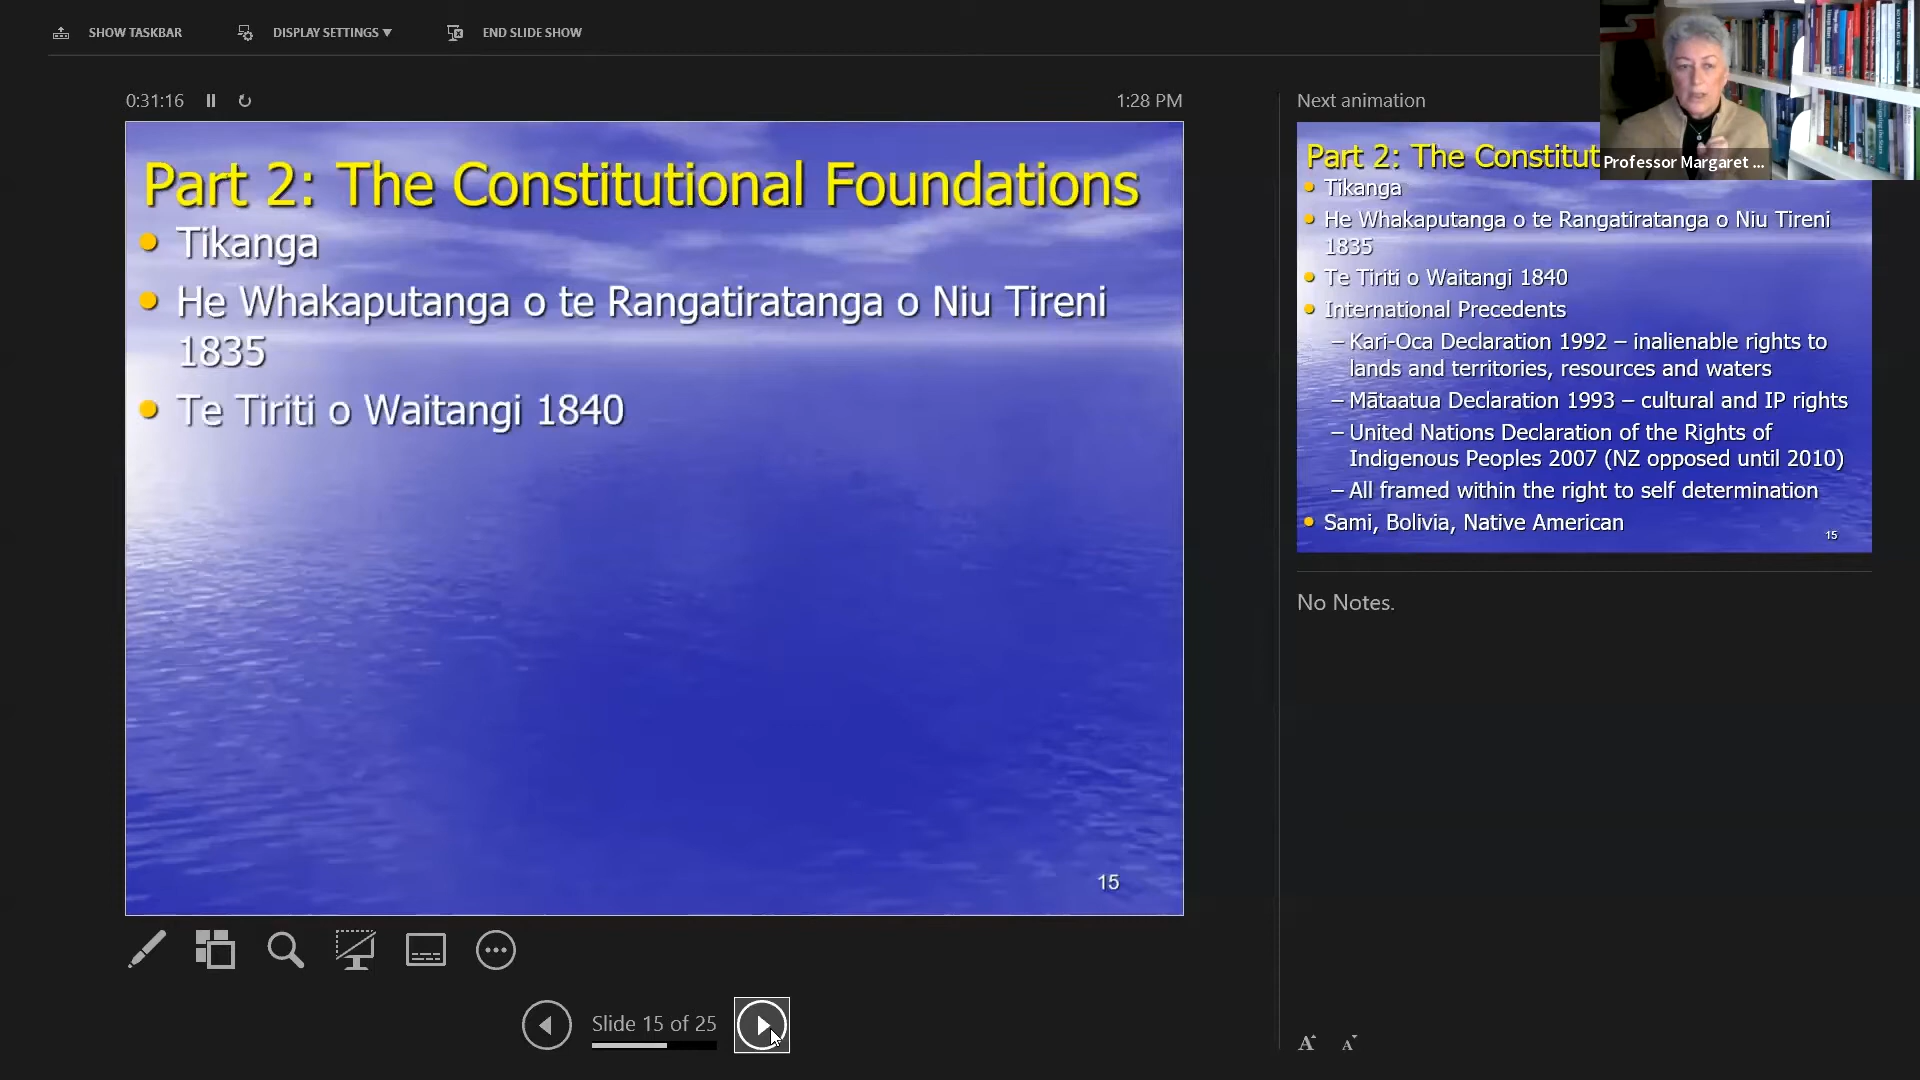 SHOW TASKBAR
DISPLAY SETTINGS ▼
END SLIDE SHOW
0:31:16
1:28 PM
Part 2: The Constitutional Foundations
Tikanga
He Whakaputanga o te Rangatiratanga o Niu Tireni
1835
Te Tiriti o Waitangi 1840
15
Slide 15 of 25
Next animation
Part 2: The Constitut
Professor Margaret ...
Tikanga
He Whakaputanga o te Rangatiratanga o Niu Tireni
1835
Te Tiriti o Waitangi 1840
International Precedents
– Kari-Oca Declaration 1992 – inalienable rights to
lands and territories, resources and waters
– Mātaatua Declaration 1993 – cultural and IP rights
– United Nations Declaration of the Rights of
Indigenous Peoples 2007 (NZ opposed until 2010)
– All framed within the right to self determination
Sami, Bolivia, Native American
15
No Notes.
A A